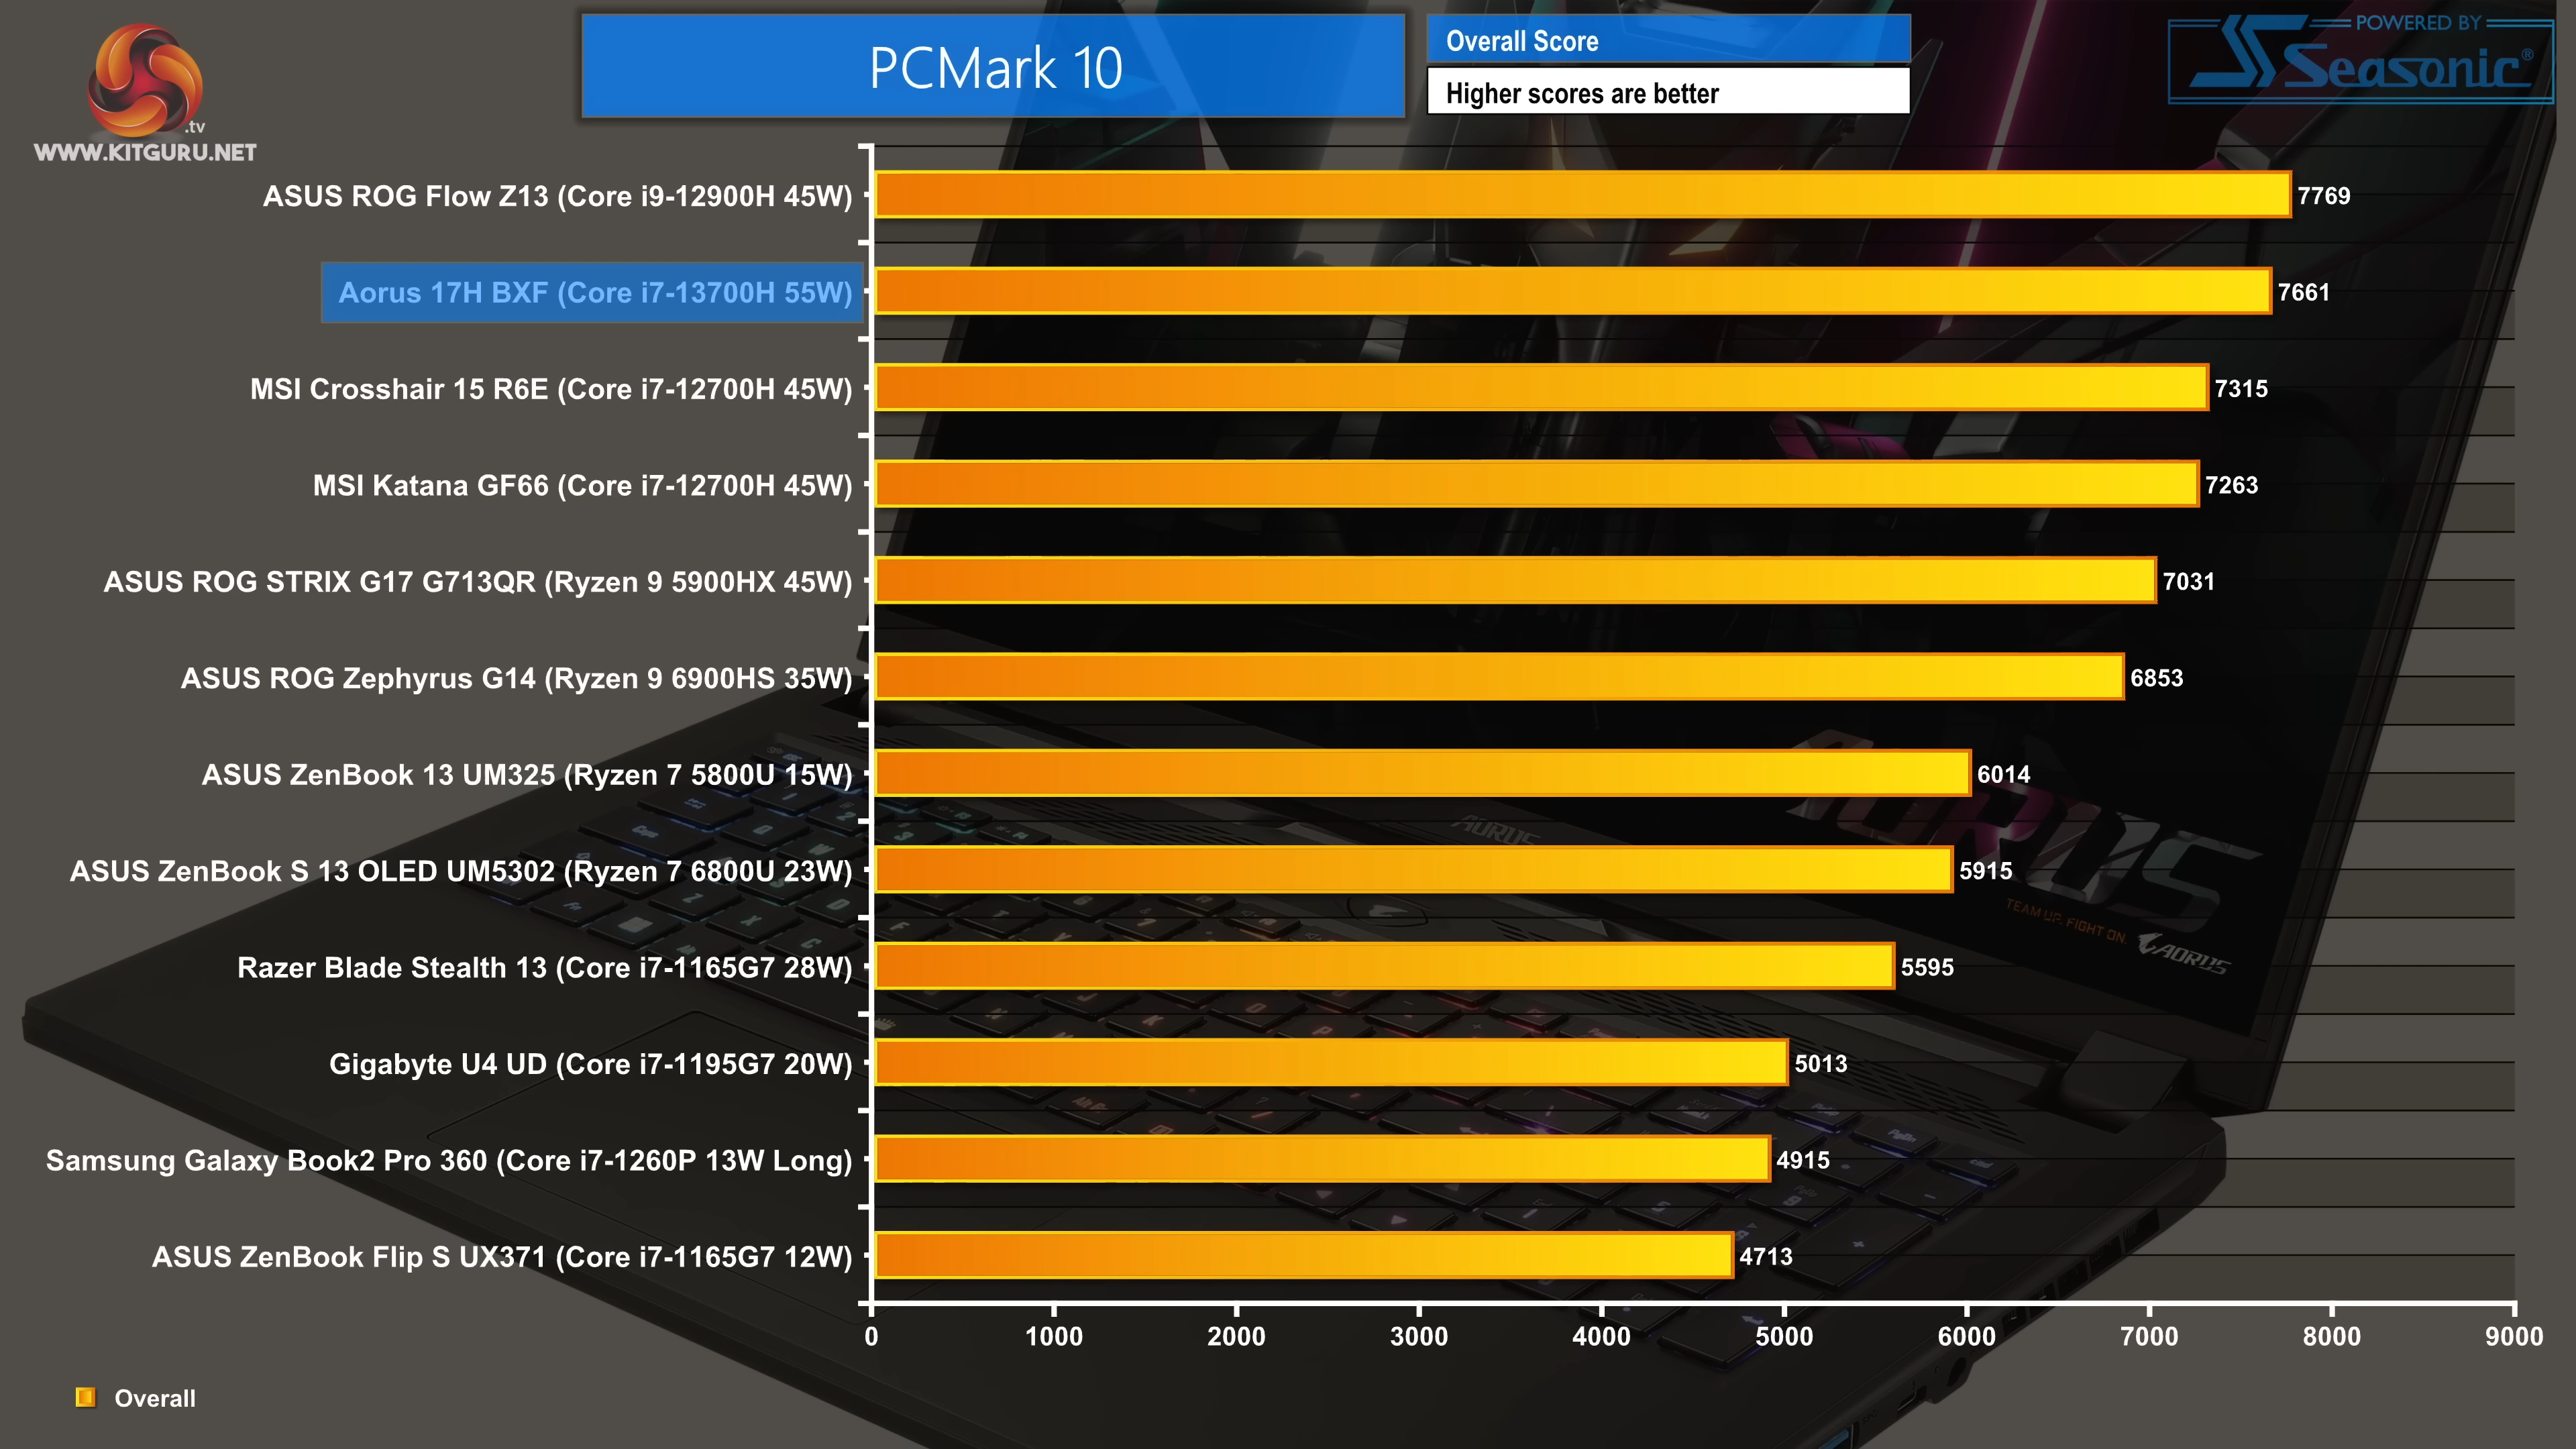 PCMark 10
Overall Score
Higher scores are better
POWERED BY
Seasonic®
.tv
WWW.KITGURU.NET
ASUS ROG Flow Z13 (Core i9-12900H 45W) 7769
Aorus 17H BXF (Core i7-13700H 55W) 7661
MSI Crosshair 15 R6E (Core i7-12700H 45W) 7315
MSI Katana GF66 (Core i7-12700H 45W) 7263
ASUS ROG STRIX G17 G713QR (Ryzen 9 5900HX 45W) 7031
ASUS ROG Zephyrus G14 (Ryzen 9 6900HS 35W) 6853
ASUS ZenBook 13 UM325 (Ryzen 7 5800U 15W) 6014
ASUS ZenBook S 13 OLED UM5302 (Ryzen 7 6800U 23W) 5915
Razer Blade Stealth 13 (Core i7-1165G7 28W) 5595
Gigabyte U4 UD (Core i7-1195G7 20W) 5013
Samsung Galaxy Book2 Pro 360 (Core i7-1260P 13W Long) 4915
ASUS ZenBook Flip S UX371 (Core i7-1165G7 12W) 4713
0 1000 2000 3000 4000 5000 6000 7000 8000 9000
Overall
AORUS
AORUS
TEAM UP. FIGHT ON.
AORUS